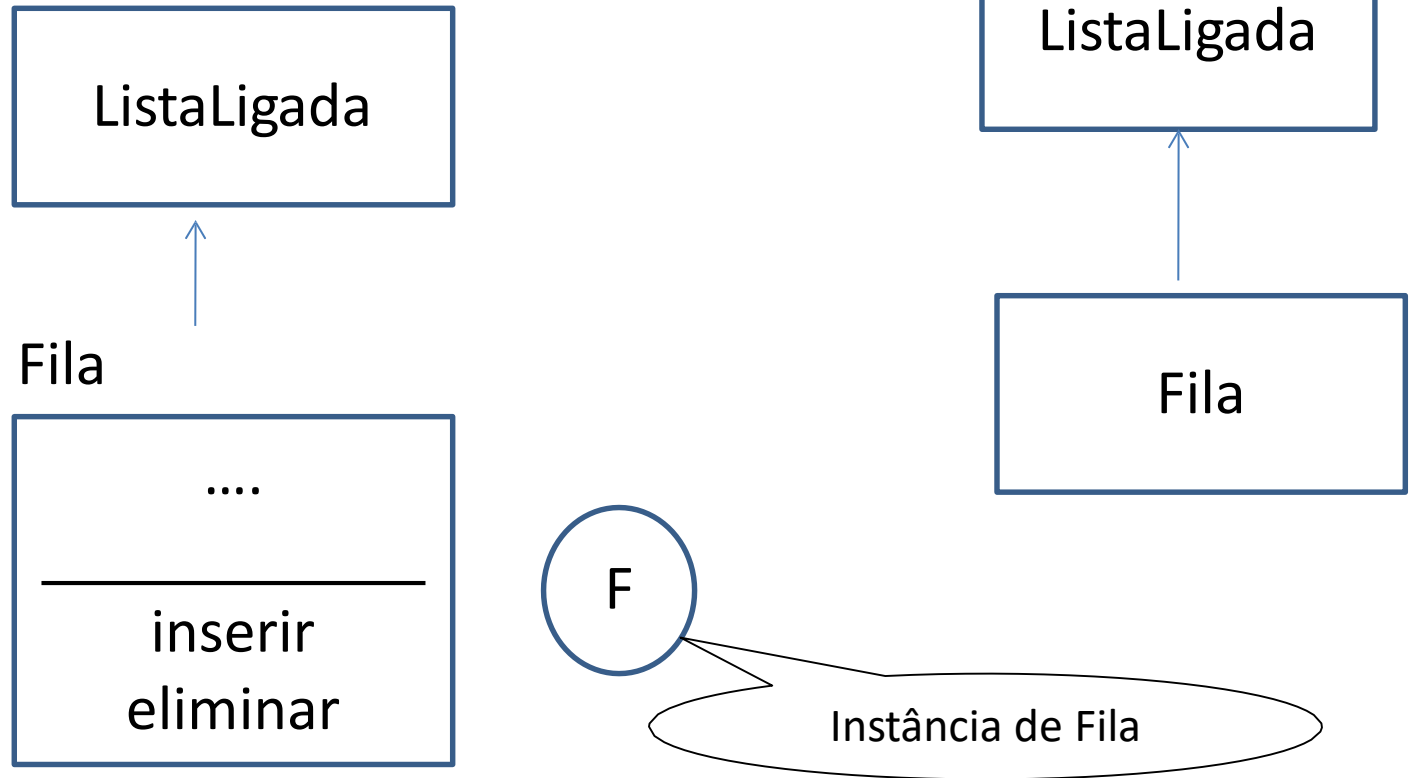 ListaLigada
Fila
....
inserir
eliminar
F
Instância de Fila
ListaLigada
Fila